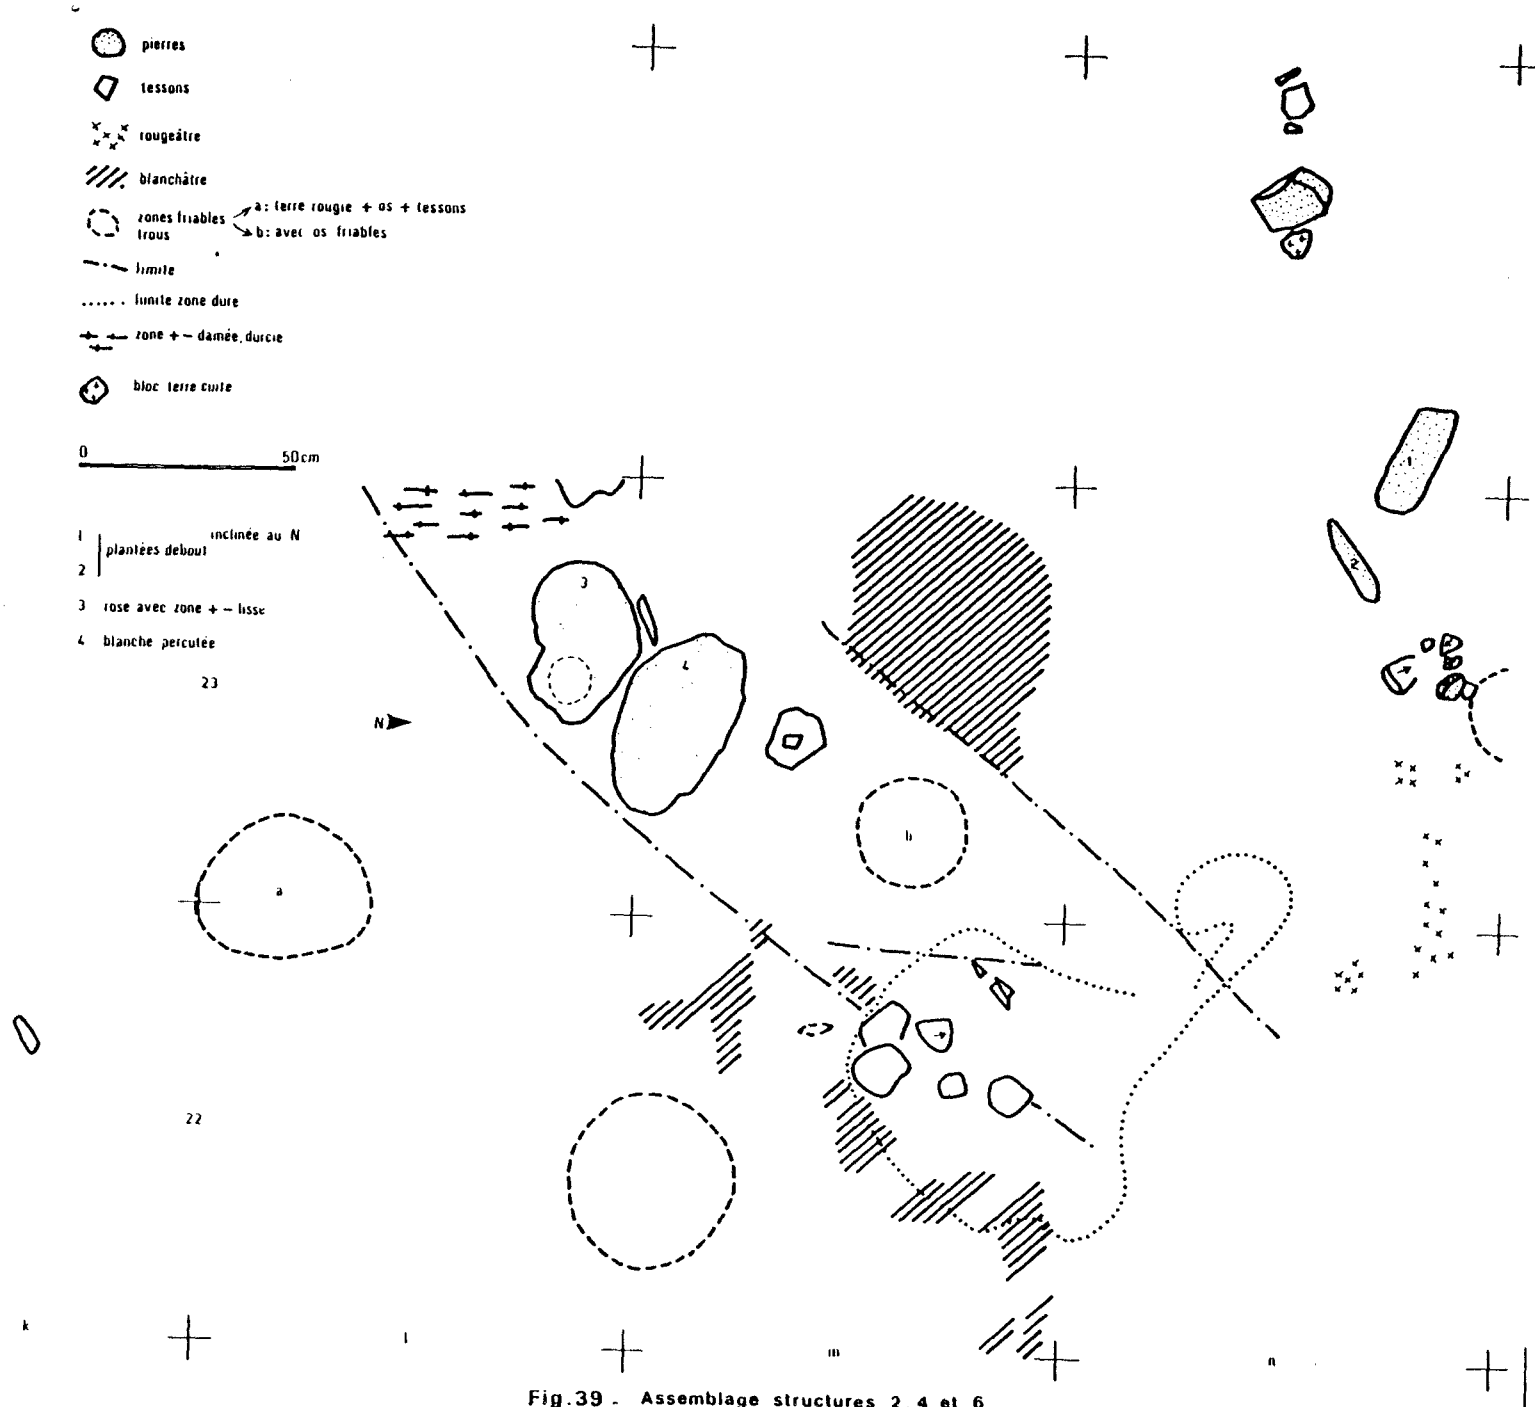 pierres
tessons
rougeâtre
blanchâtre
zones friables
trous
a: terre rougie + os + tessons
b: avec os friables
limite
limite zone dure
zone + - damée, durcie
bloc terre cuite
0 50cm
1 inclinée au N
plantées debout
2
3 rose avec zone + - lisse
4 blanche percutée
23
N
1
2
3
4
a
b
22
k
l
m
n
Fig.39 - Assemblage structures 2 4 et 6